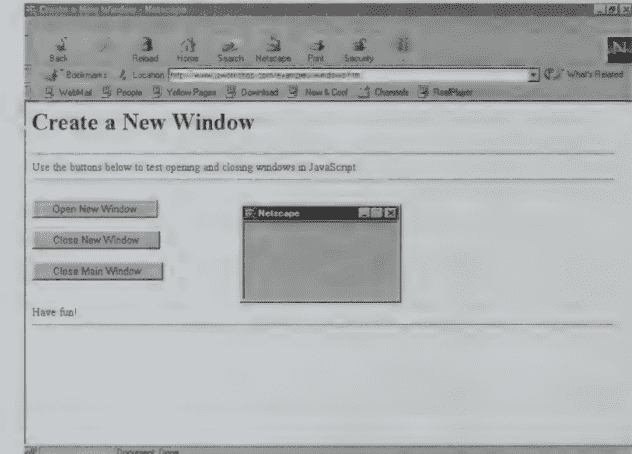 Create a New Window - Netscape
Back Reload Home Search Netscape Print Security
N
Bookmarks Location What's Related
WebMail People Yellow Pages Download New & Cool Channels RealPlayer
Create a New Window
Use the buttons below to test opening and closing windows in JavaScript
Open New Window
Netscape
Close New Window
Close Main Window
Have fun!
Document: Done